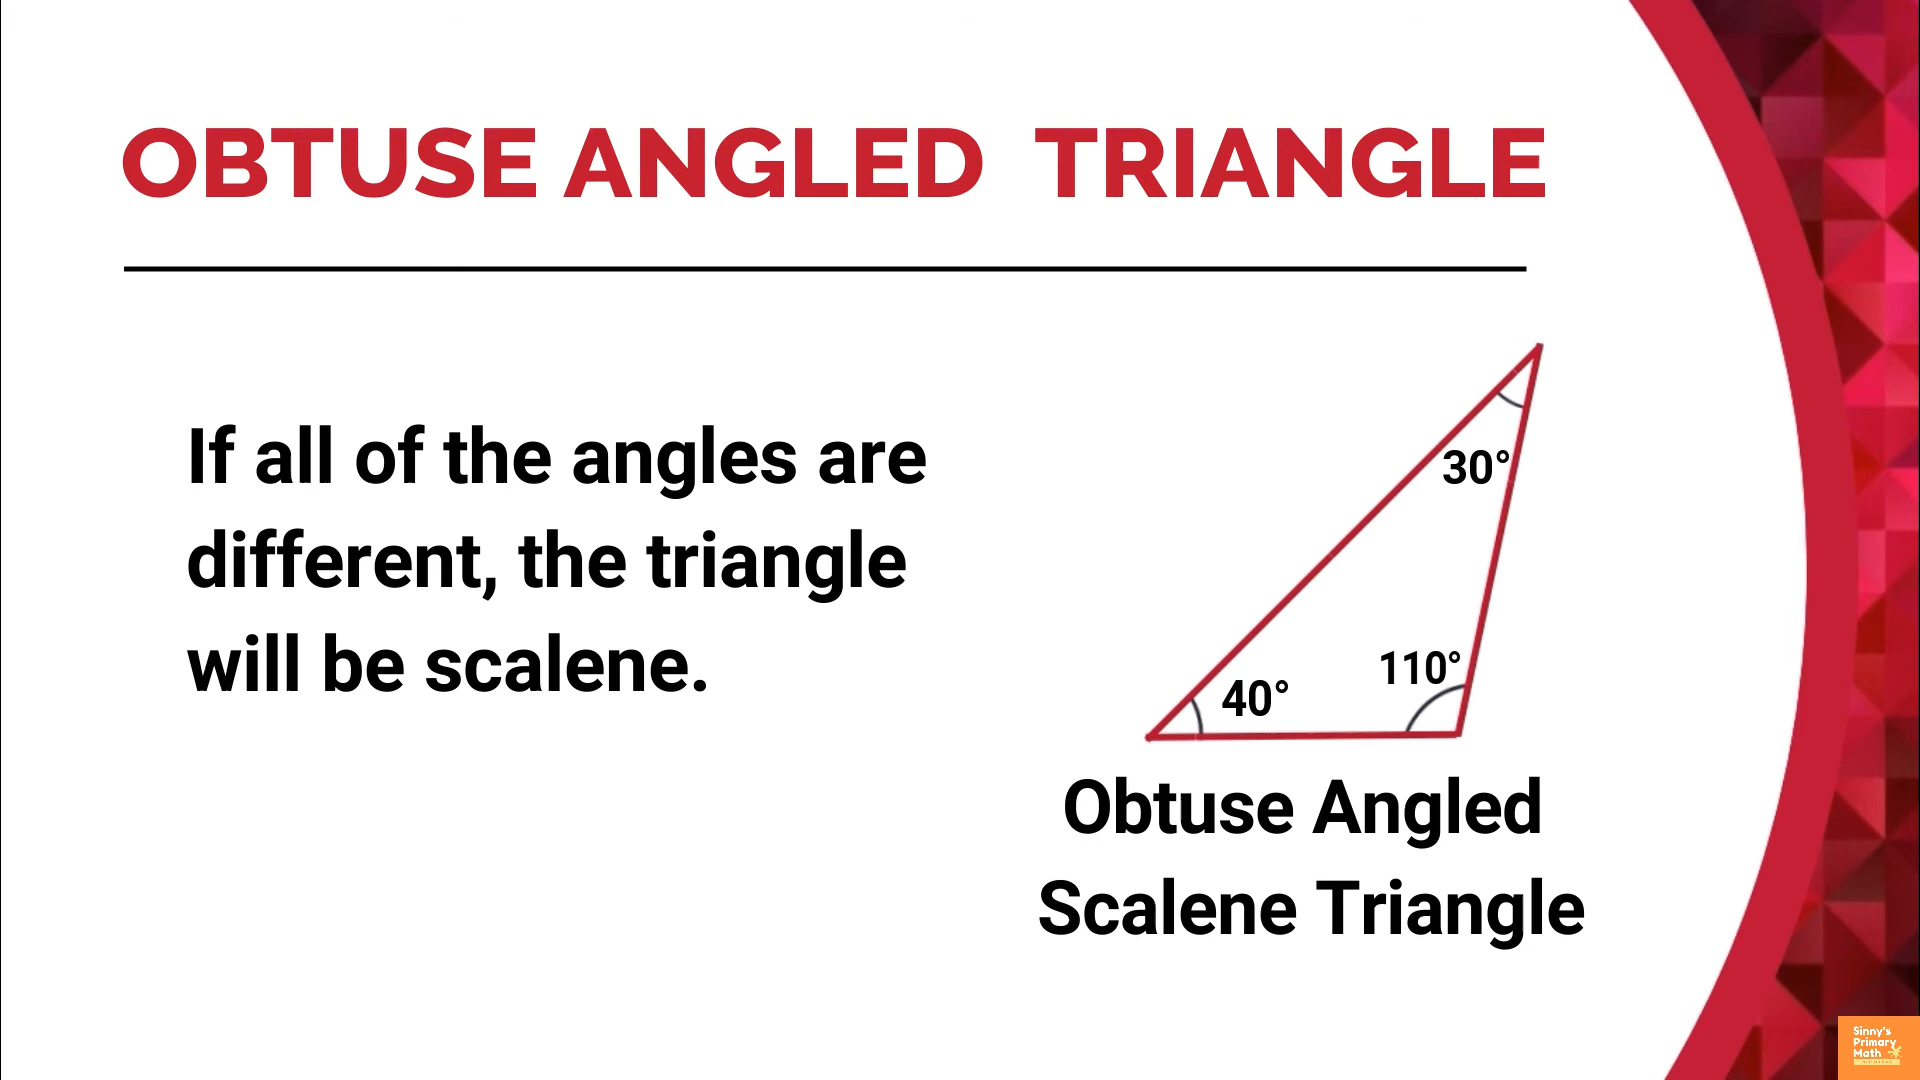 OBTUSE ANGLED TRIANGLE
If all of the angles are
different, the triangle
will be scalene.
30°
110°
40°
Obtuse Angled
Scalene Triangle
Sinny's
Primary
Math